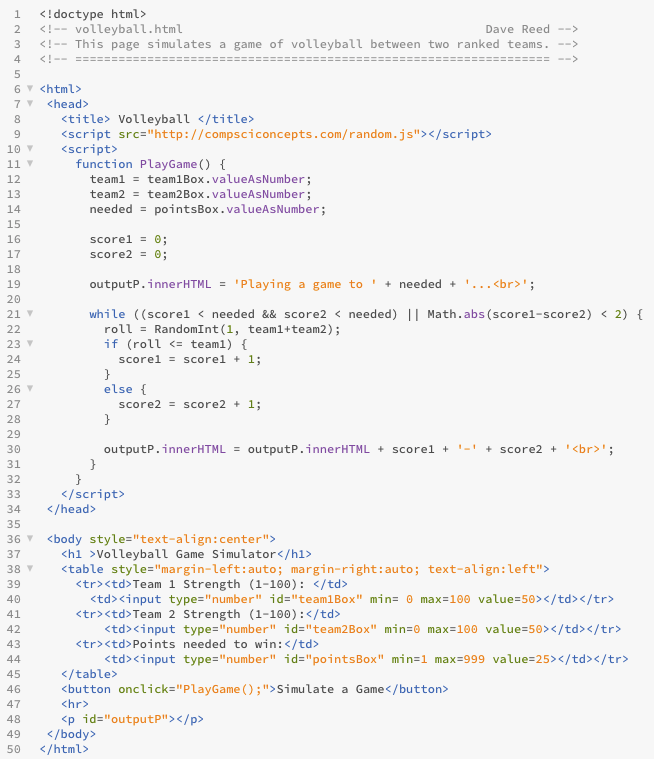 1 <!doctype html>
2 <!-- volleyball.html                                          Dave Reed -->
3 <!-- This page simulates a game of volleyball between two ranked teams. -->
4 <!-- ================================================================== -->
5
6 <html>
7  <head>
8    <title> Volleyball </title>
9    <script src="http://compsciconcepts.com/random.js"></script>
10    <script>
11      function PlayGame() {
12        team1 = team1Box.valueAsNumber;
13        team2 = team2Box.valueAsNumber;
14        needed = pointsBox.valueAsNumber;
15
16        score1 = 0;
17        score2 = 0;
18
19        outputP.innerHTML = 'Playing a game to ' + needed + '...<br>';
20
21        while ((score1 < needed && score2 < needed) || Math.abs(score1-score2) < 2) {
22          roll = RandomInt(1, team1+team2);
23          if (roll <= team1) {
24            score1 = score1 + 1;
25          }
26          else {
27            score2 = score2 + 1;
28          }
29
30          outputP.innerHTML = outputP.innerHTML + score1 + '-' + score2 + '<br>';
31        }
32      }
33    </script>
34  </head>
35
36  <body style="text-align:center">
37    <h1 >Volleyball Game Simulator</h1>
38    <table style="margin-left:auto; margin-right:auto; text-align:left">
39      <tr><td>Team 1 Strength (1-100): </td>
40        <td><input type="number" id="team1Box" min= 0 max=100 value=50></td></tr>
41      <tr><td>Team 2 Strength (1-100):</td>
42          <td><input type="number" id="team2Box" min=0 max=100 value=50></td></tr>
43      <tr><td>Points needed to win:</td>
44          <td><input type="number" id="pointsBox" min=1 max=999 value=25></td></tr>
45    </table>
46    <button onclick="PlayGame();">Simulate a Game</button>
47    <hr>
48    <p id="outputP"></p>
49  </body>
50 </html>